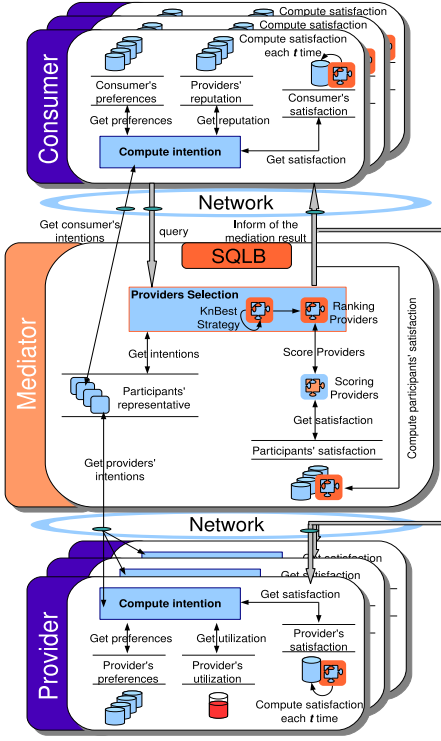 Compute satisfaction
Compute satisfaction
each t time
Consumer
Consumer's
preferences
Providers'
reputation
Consumer's
satisfaction
Get preferences
Get reputation
Compute intention
Get satisfaction
Network
Get consumer's
intentions
query
Inform of the
mediation result
SQLB
Mediator
Providers Selection
KnBest
Strategy
Ranking
Providers
Get intentions
Score Providers
Participants'
representative
Scoring
Providers
Get satisfaction
Compute participants' satisfaction
Participants' satisfaction
Get providers'
intentions
Network
Get satisfaction
Get satisfaction
Provider
Compute intention
Get satisfaction
Get preferences
Get utilization
Provider's
satisfaction
Provider's
preferences
Provider's
utilization
Compute satisfaction
each t time